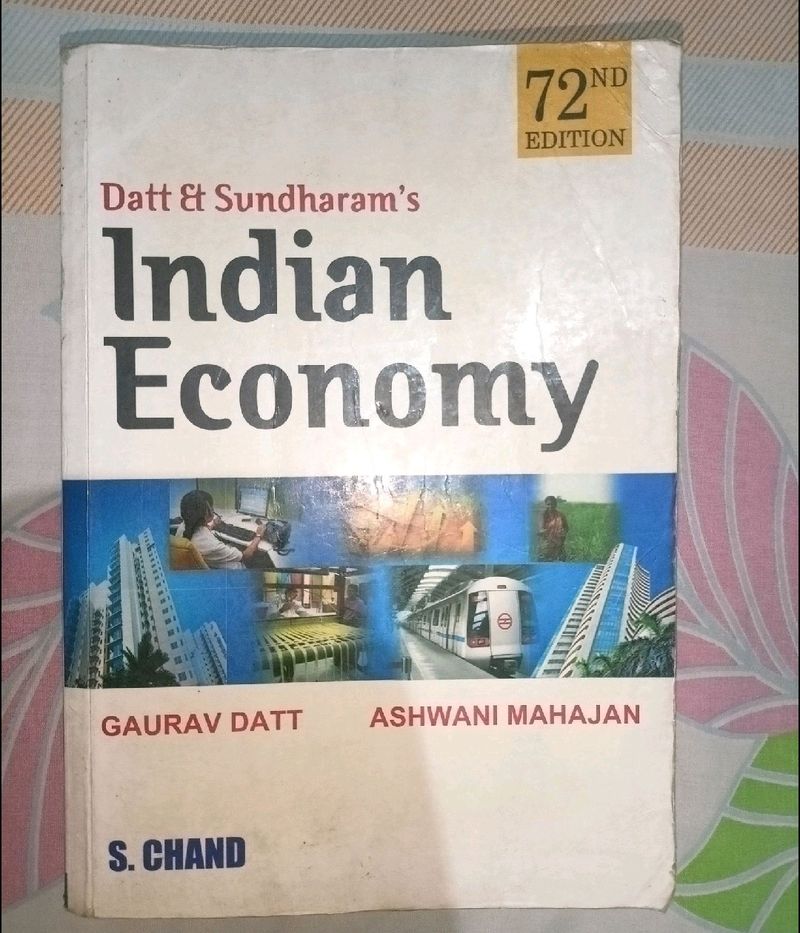 72ND
EDITION
Datt & Sundharam's
Indian
Economy
GAURAV DATT
ASHWANI MAHAJAN
S. CHAND